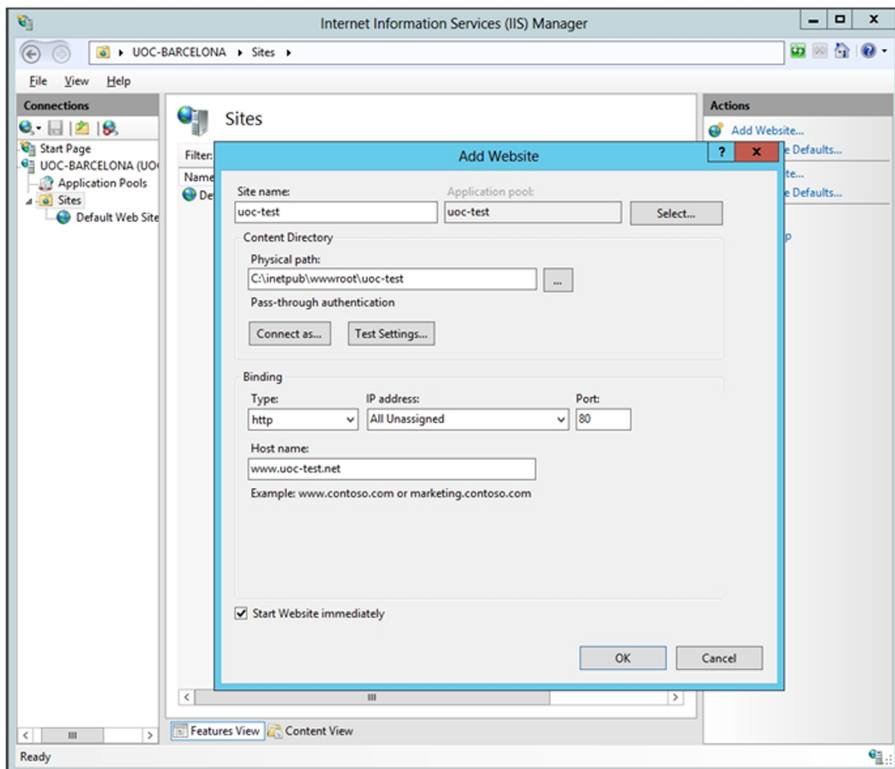 Internet Information Services (IIS) Manager
UOC-BARCELONA Sites
File View Help
Connections
Start Page
UOC-BARCELONA (UO
Application Pools
Sites
Default Web Site
Sites
Filter:
Name
De
Actions
Add Website...
e Defaults...
te...
e Defaults...
p
Add Website
?
X
Site name:
Application pool:
uoc-test
uoc-test
Select...
Content Directory
Physical path:
C:\inetpub\wwwroot\uoc-test
...
Pass-through authentication
Connect as...
Test Settings...
Binding
Type:
IP address:
Port:
http
All Unassigned
80
Host name:
www.uoc-test.net
Example: www.contoso.com or marketing.contoso.com
Start Website immediately
OK
Cancel
Features View
Content View
Ready